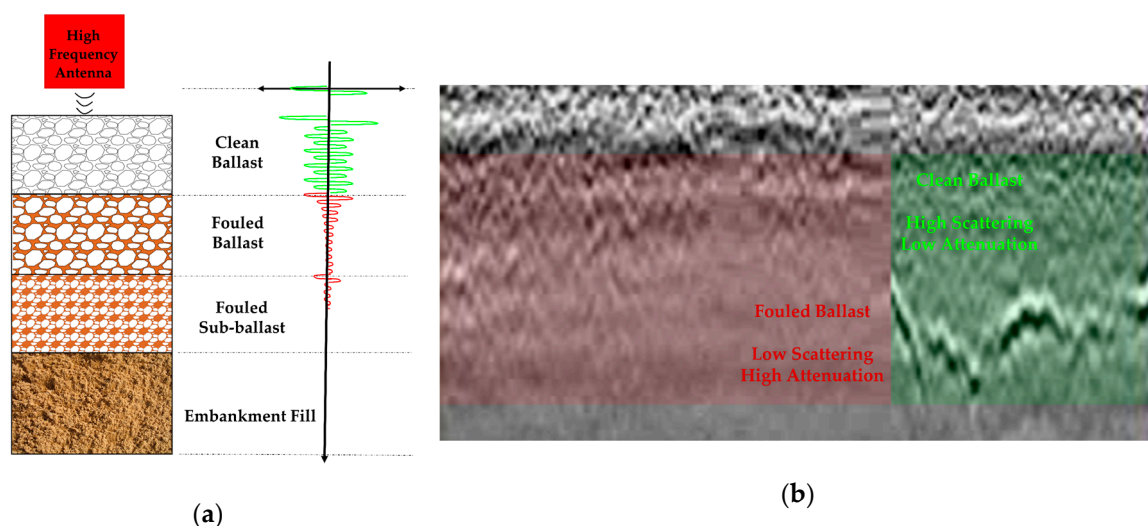 High
Frequency
Antenna
Clean
Ballast
Fouled
Ballast
Fouled
Sub-ballast
Embankment Fill
(a)
Clean Ballast
High Scattering
Low Attenuation
Fouled Ballast
Low Scattering
High Attenuation
(b)